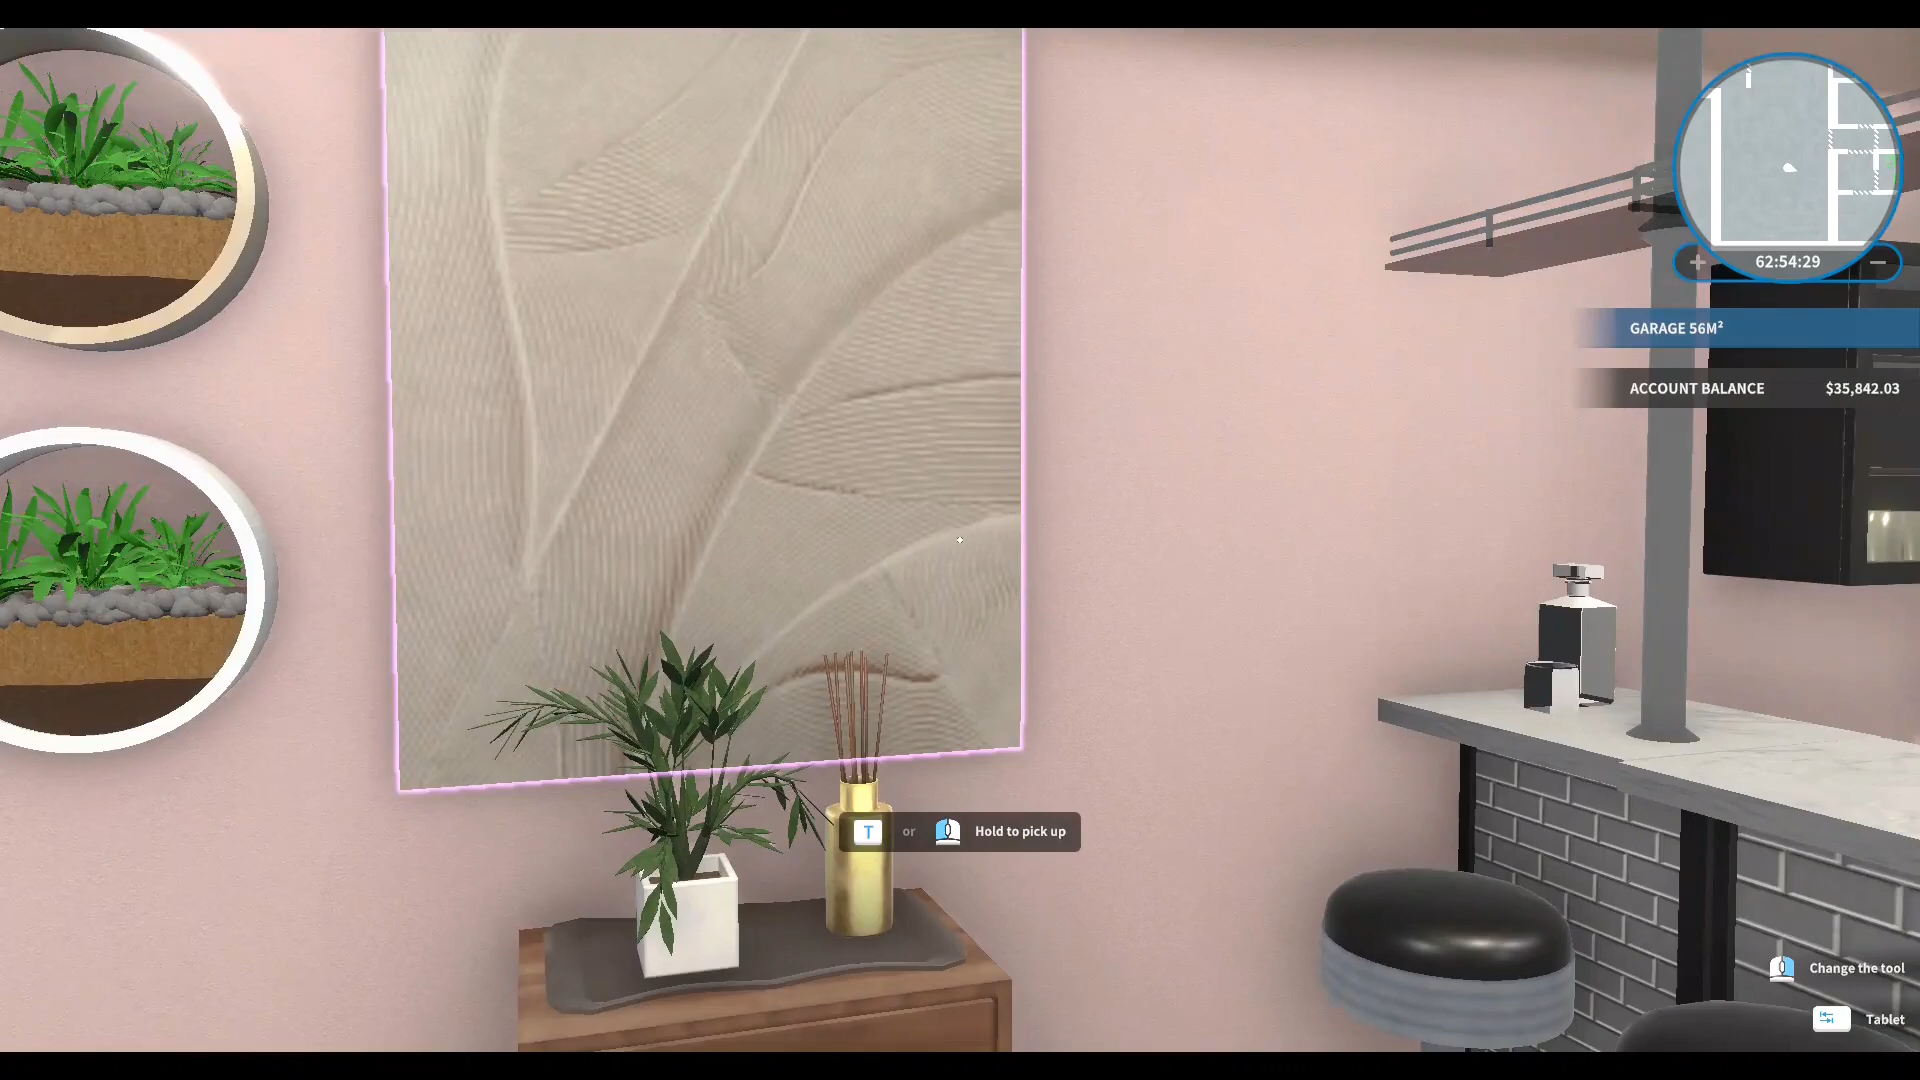 62:54:29
GARAGE 56M²
ACCOUNT BALANCE $35,842.03
T or Hold to pick up
Change the tool
Tablet